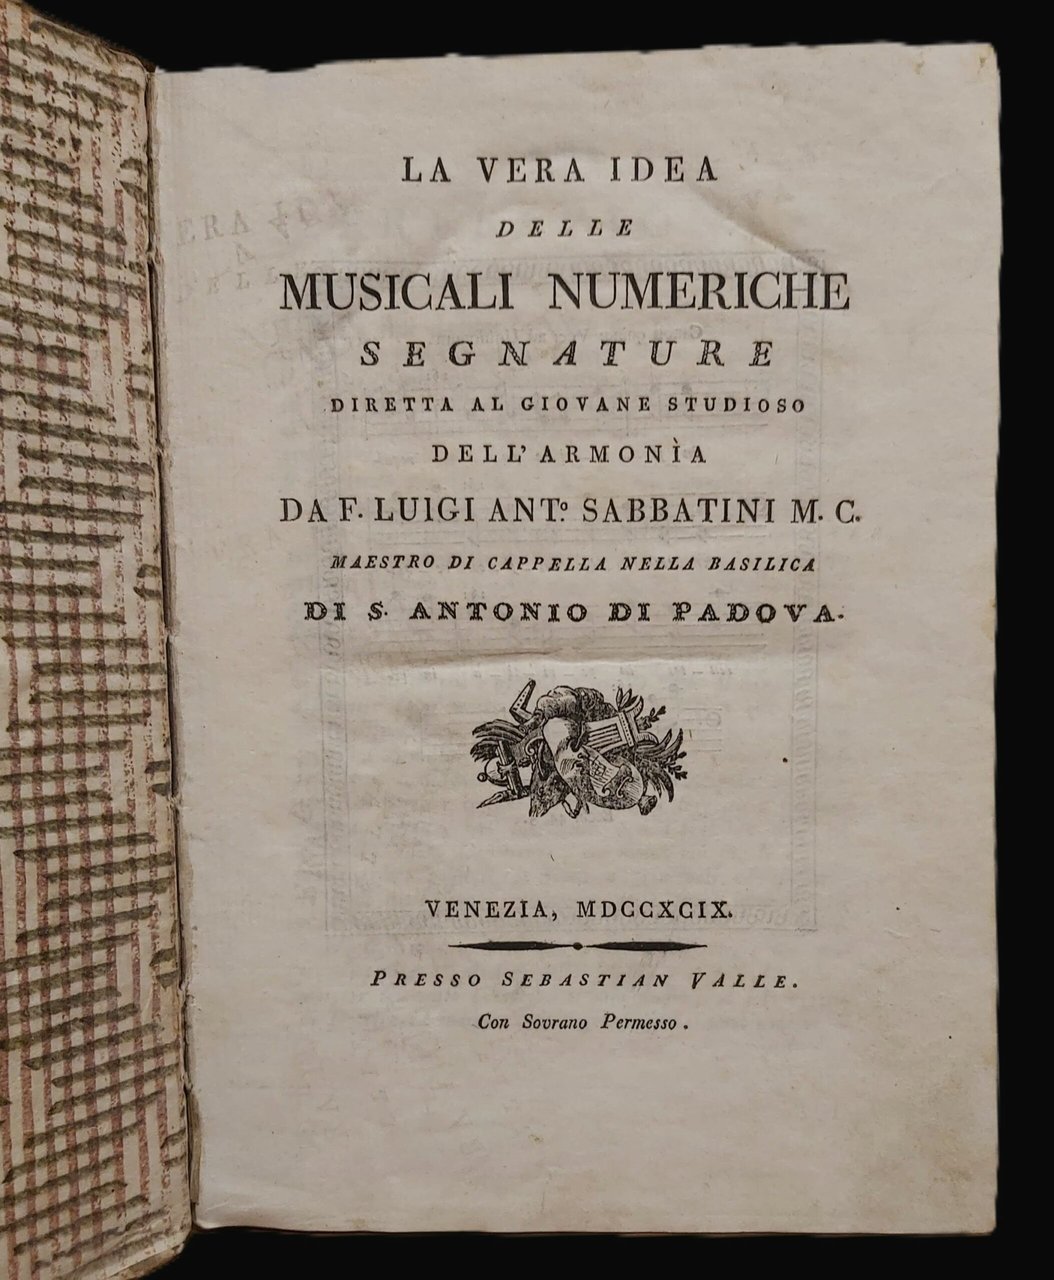 LA VERA IDEA
DELLE
MUSICALI NUMERICHE
SEGNATURE
DIRETTA AL GIOVANE STUDIOSO
DELL' ARMONÌA
DA F. LUIGI ANT.º SABBATINI M. C.
MAESTRO DI CAPPELLA NELLA BASILICA
DI S. ANTONIO DI PADOVA.
VENEZIA, MDCCXCIX.
PRESSO SEBASTIAN VALLE.
Con Sovrano Permesso.